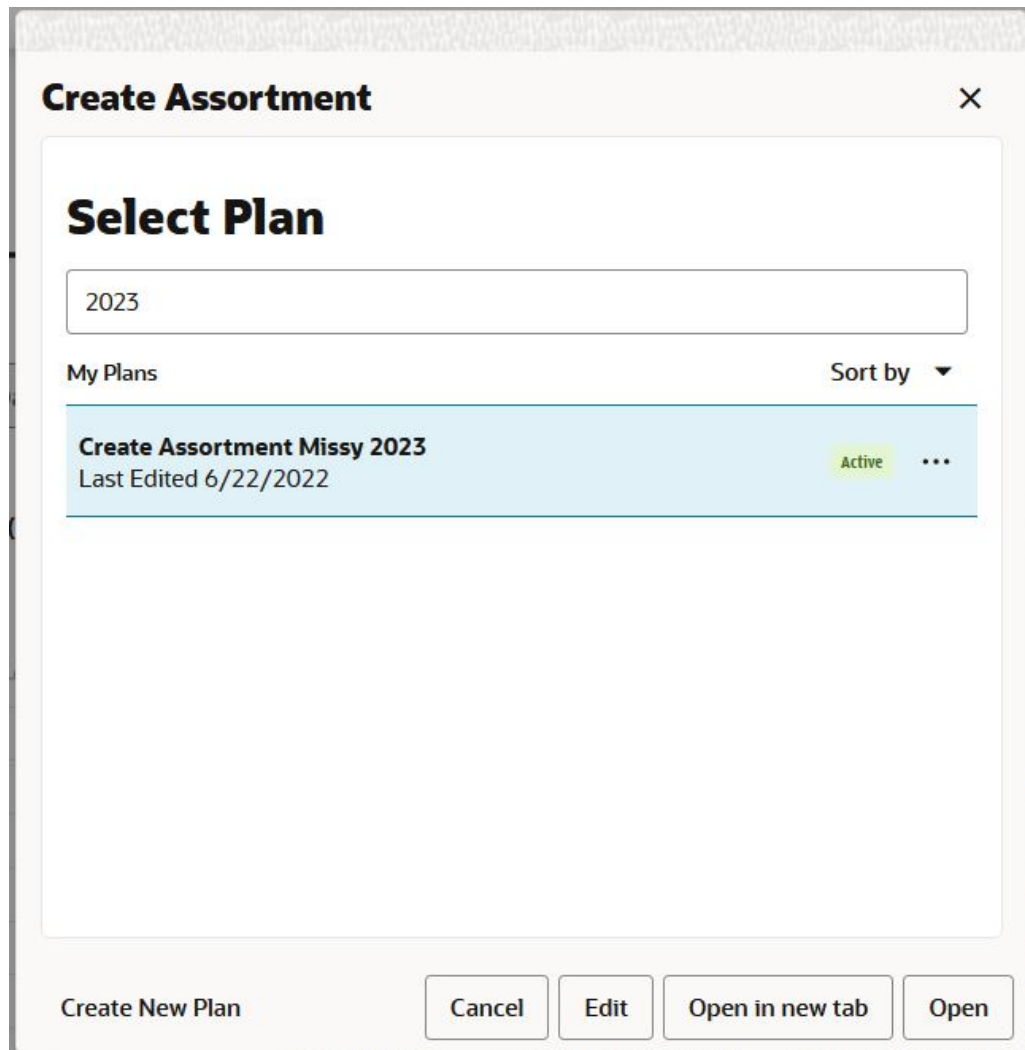 Create Assortment
Select Plan
2023
My Plans
Sort by
Create Assortment Missy 2023
Last Edited 6/22/2022
Active
Create New Plan
Cancel
Edit
Open in new tab
Open